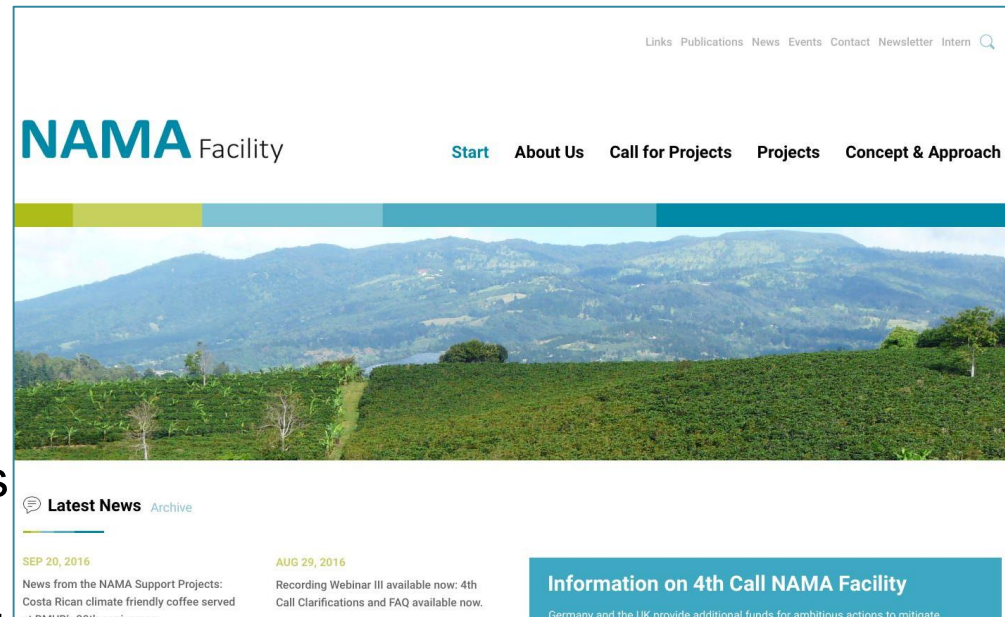 Links Publications News Events Contact Newsletter Intern
NAMA Facility
Start About Us Call for Projects Projects Concept & Approach
Latest News Archive
SEP 20, 2016
News from the NAMA Support Projects:
Costa Rican climate friendly coffee served
AUG 29, 2016
Recording Webinar III available now: 4th
Call Clarifications and FAQ available now.
Information on 4th Call NAMA Facility
Germany and the UK provide additional funds for ambitious actions to mitigate